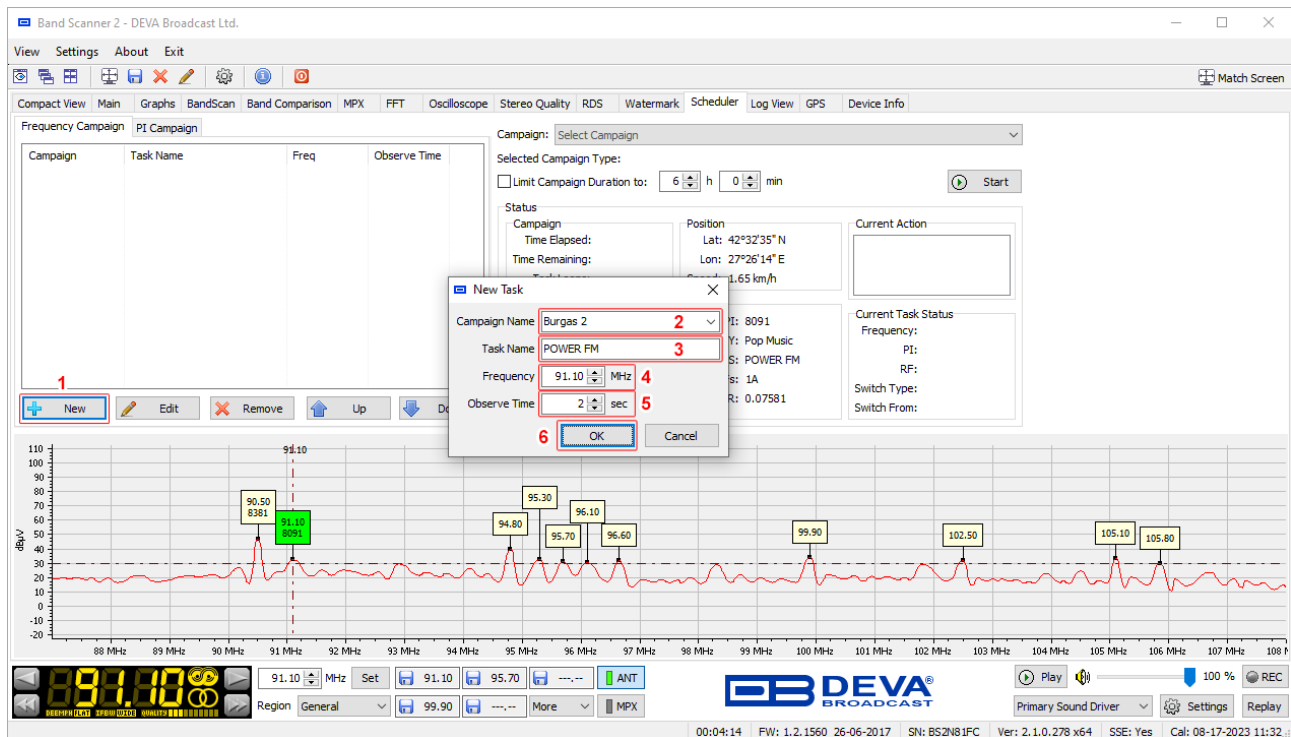 Band Scanner 2 - DEVA Broadcast Ltd.
View Settings About Exit
Match Screen
Compact View Main Graphs BandScan Band Comparison MPX FFT Oscilloscope Stereo Quality RDS Watermark Scheduler Log View GPS Device Info
Frequency Campaign PI Campaign
Campaign Task Name Freq Observe Time
Campaign: Select Campaign
Selected Campaign Type:
Limit Campaign Duration to: 6 h 0 min
Start
Status
Campaign
Time Elapsed:
Time Remaining:
Position
Lat: 42°32'35" N
Lon: 27°26'14" E
1.65 km/h
Current Action
New Task
Campaign Name Burgas 2 2
Task Name POWER FM 3
Frequency 91.10 MHz 4
Observe Time 2 sec 5
6 OK Cancel
PI: 8091
Y: Pop Music
S: POWER FM
s: 1A
R: 0.07581
Current Task Status
Frequency:
PI:
RF:
Switch Type:
Switch From:
1
New Edit Remove Up Do
110
100
90
80
70
60
50
40
30
20
10
0
-10
-20
dBµV
91.10
90.50
8381
91.10
8091
94.80
95.30
95.70
96.10
96.60
99.90
102.50
105.10
105.80
88 MHz 89 MHz 90 MHz 91 MHz 92 MHz 93 MHz 94 MHz 95 MHz 96 MHz 97 MHz 98 MHz 99 MHz 100 MHz 101 MHz 102 MHz 103 MHz 104 MHz 105 MHz 106 MHz 107 MHz 108 M
91.10
DEEMPH FLAT IFBW WIDE QUALITY
91.10 MHz Set 91.10 95.70 ---.-- ANT
Region General 99.90 ---.-- More MPX
DEVA®
BROADCAST
Play 100 % REC
Primary Sound Driver Settings Replay
00:04:14 FW: 1.2.1560 26-06-2017 SN: BS2N81FC Ver: 2.1.0.278 x64 SSE: Yes Cal: 08-17-2023 11:32